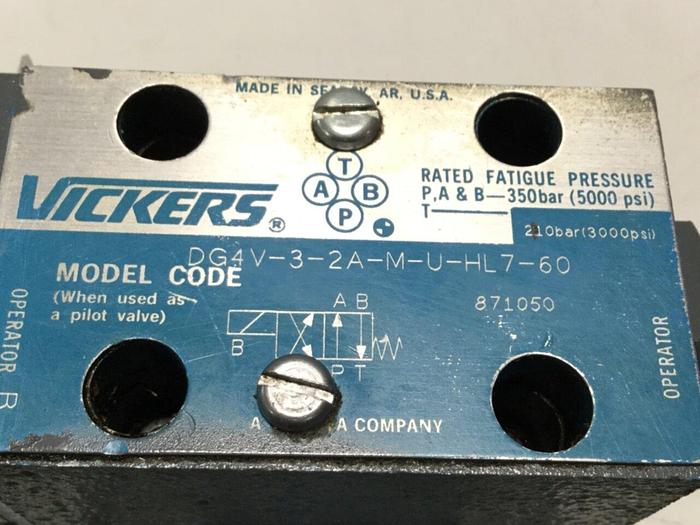 MADE IN SEARCY, AR, U.S.A.
VICKERS®
T
A B
P
RATED FATIGUE PRESSURE
P,A & B—350bar (5000 psi)
T—
210bar(3000psi)
DG4V-3-2A-M-U-HL7-60
MODEL CODE
(When used as
a pilot valve)
871050
A B
B
P T
A COMPANY
OPERATOR B
OPERATOR